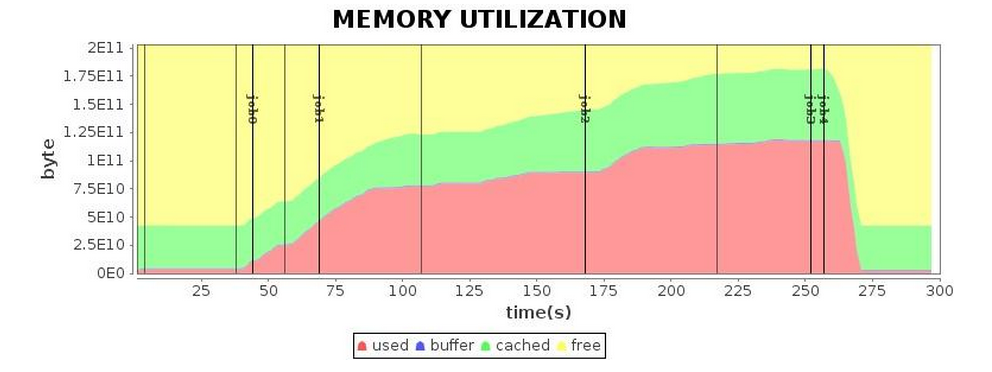 MEMORY UTILIZATION
byte
2E11
1.75E11
1.5E11
1.25E11
1E11
7.5E10
5E10
2.5E10
0E0
job0
job1
job2
job3
job4
25 50 75 100 125 150 175 200 225 250 275 300
time(s)
used buffer cached free